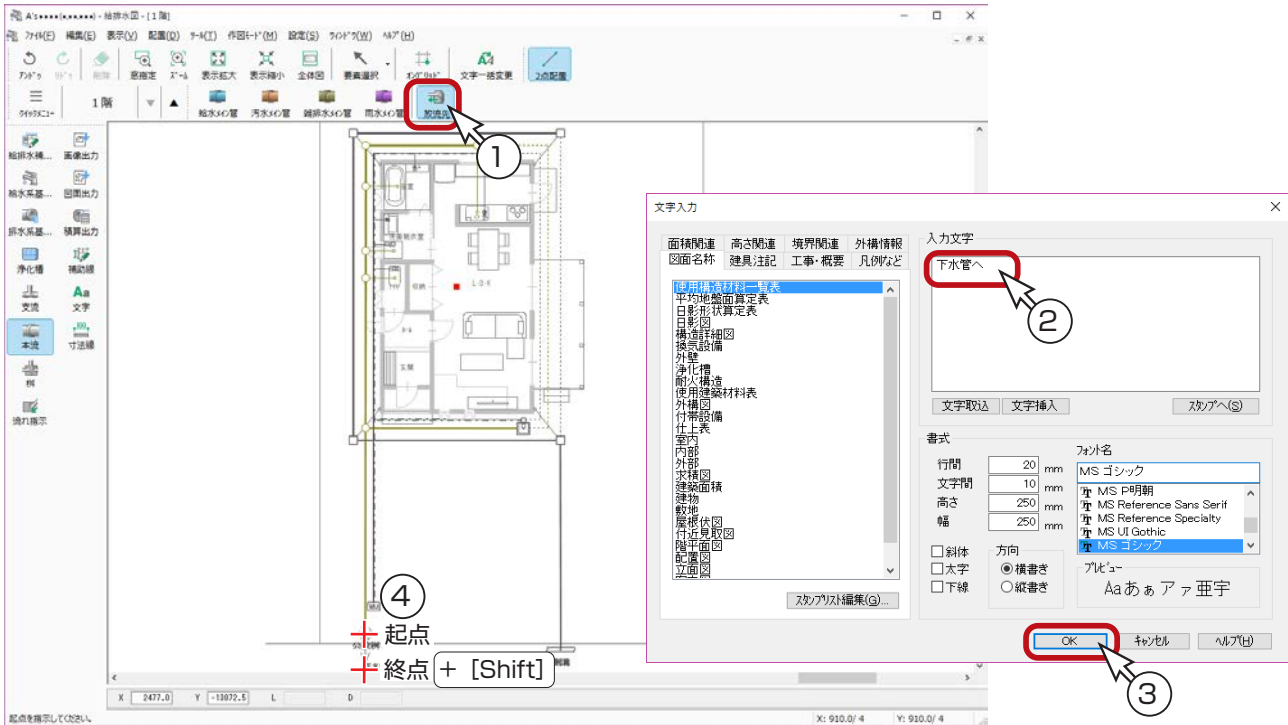 A's●●●●(●.●●.●●●) - 給排水図 - [1 階]
ファイル(F) 編集(E) 表示(V) 配置(D) ツール(T) 作図モード(M) 設定(S) ウィンドウ(W) ヘルプ(H)
アンドゥ リドゥ 削除 窓指定 ズーム 表示拡大 表示縮小 全体図 要素選択 オングリッド 文字一括変更 2点配置
クイックメニュー 1 階 ▼ ▲ 給水メイン管 汚水メイン管 雑排水メイン管 雨水メイン管 放流先
①
給排水機... 画像出力
給水系基... 図面出力
排水系基... 積算出力
浄化槽 補助線
支流 Aa 文字
本流 寸法線
桝
流れ指示
浴室
洗面脱衣室
収納
L・D・K
ホール
玄関
④
起点
終点 + [Shift]
X 2477.0 Y -13872.5 L D
起点を指示してください。 X: 910.0/ 4 Y: 910.0/ 4
文字入力
面積関連 高さ関連 境界関連 外構情報
図面名称 建具注記 工事・概要 凡例など
使用構造材料一覧表
平均地盤面算定表
日影形状算定表
日影図
構造詳細図
換気設備
外壁
浄化槽
耐火構造
使用建築材料表
外構図
付帯設備
仕上表
室内
内部
外部
求積図
建築面積
建物
敷地
屋根伏図
付近見取図
階平面図
配置図
立面図
スタンプリスト編集(G)...
入力文字
下水管へ
②
文字取込 文字挿入 スタンプへ(S)
書式
行間 20 mm
文字間 10 mm
高さ 250 mm
幅 250 mm
斜体
太字
下線
方向
横書き
縦書き
フォント名
MS ゴシック
MS P明朝
MS Reference Sans Serif
MS Reference Specialty
MS UI Gothic
MS ゴシック
プレビュー
Aaあぁアァ亜宇
OK キャンセル ヘルプ(H)
③